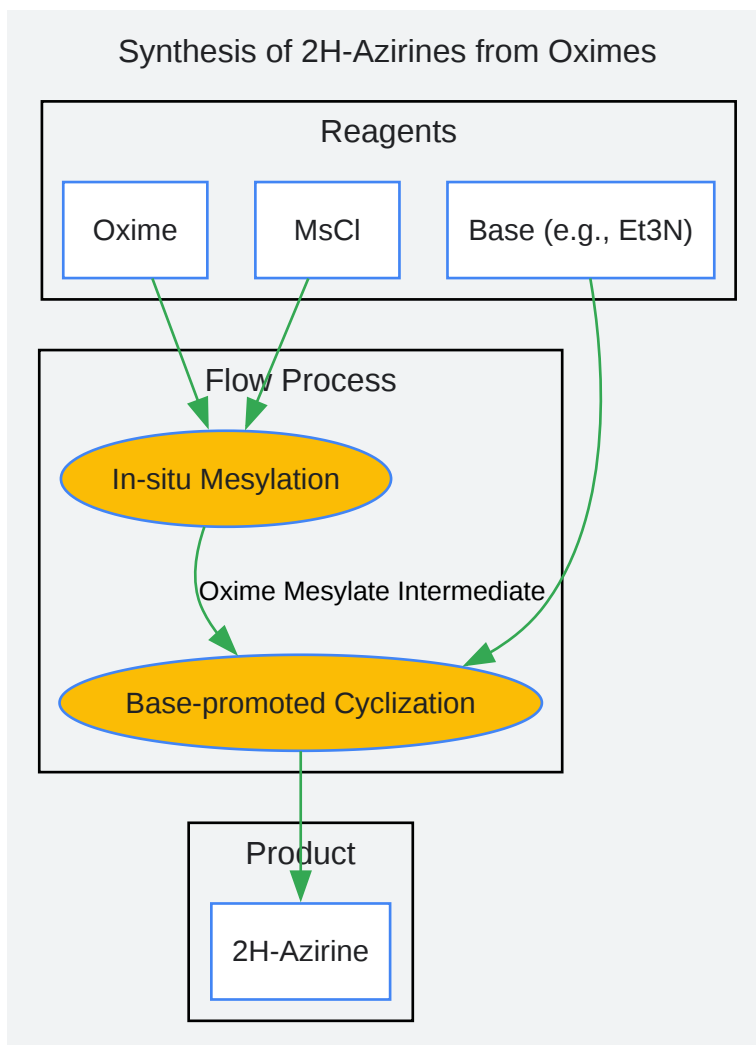 Synthesis of 2H-Azirines from Oximes
Reagents
Oxime
MsCl
Base (e.g., Et3N)
Flow Process
In-situ Mesylation
Oxime Mesylate Intermediate
Base-promoted Cyclization
Product
2H-Azirine